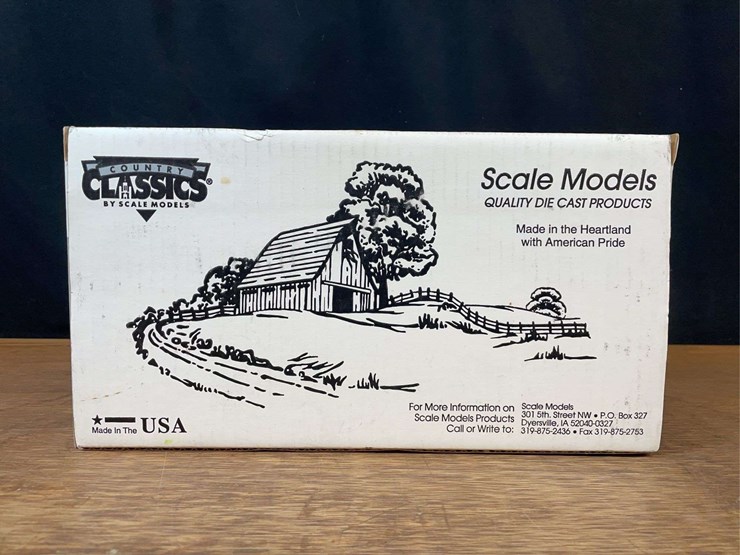 COUNTRY
CLASSICS®
BY SCALE MODELS
Scale Models
QUALITY DIE CAST PRODUCTS
Made in the Heartland
with American Pride
Made In The USA
For More Information on
Scale Models Products
Call or Write to:
Scale Models
301 5th. Street NW • P.O. Box 327
Dyersville, IA 52040-0327
319-875-2436 • Fax 319-875-2753